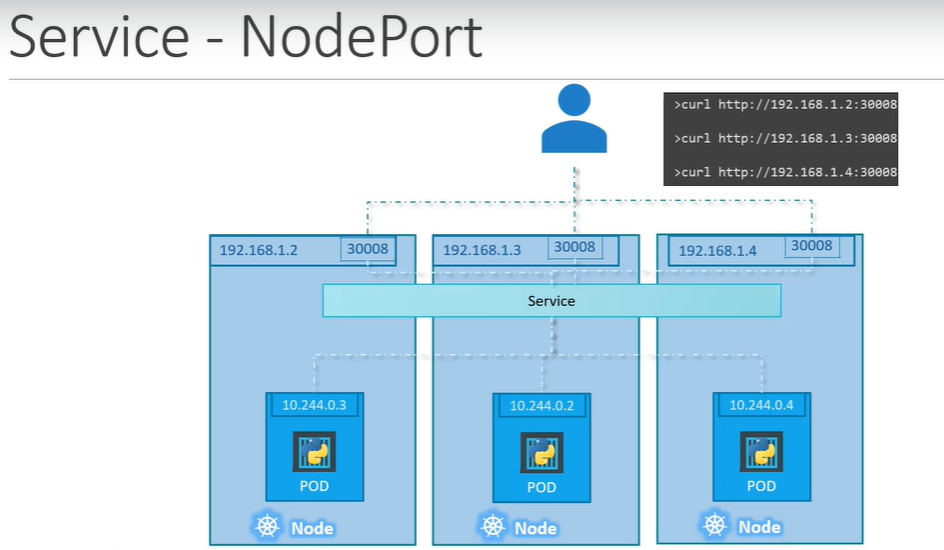 Service - NodePort
>curl http://192.168.1.2:30008
>curl http://192.168.1.3:30008
>curl http://192.168.1.4:30008
192.168.1.2 30008
192.168.1.3 30008
192.168.1.4 30008
Service
10.244.0.3
10.244.0.2
10.244.0.4
POD
POD
POD
Node
Node
Node